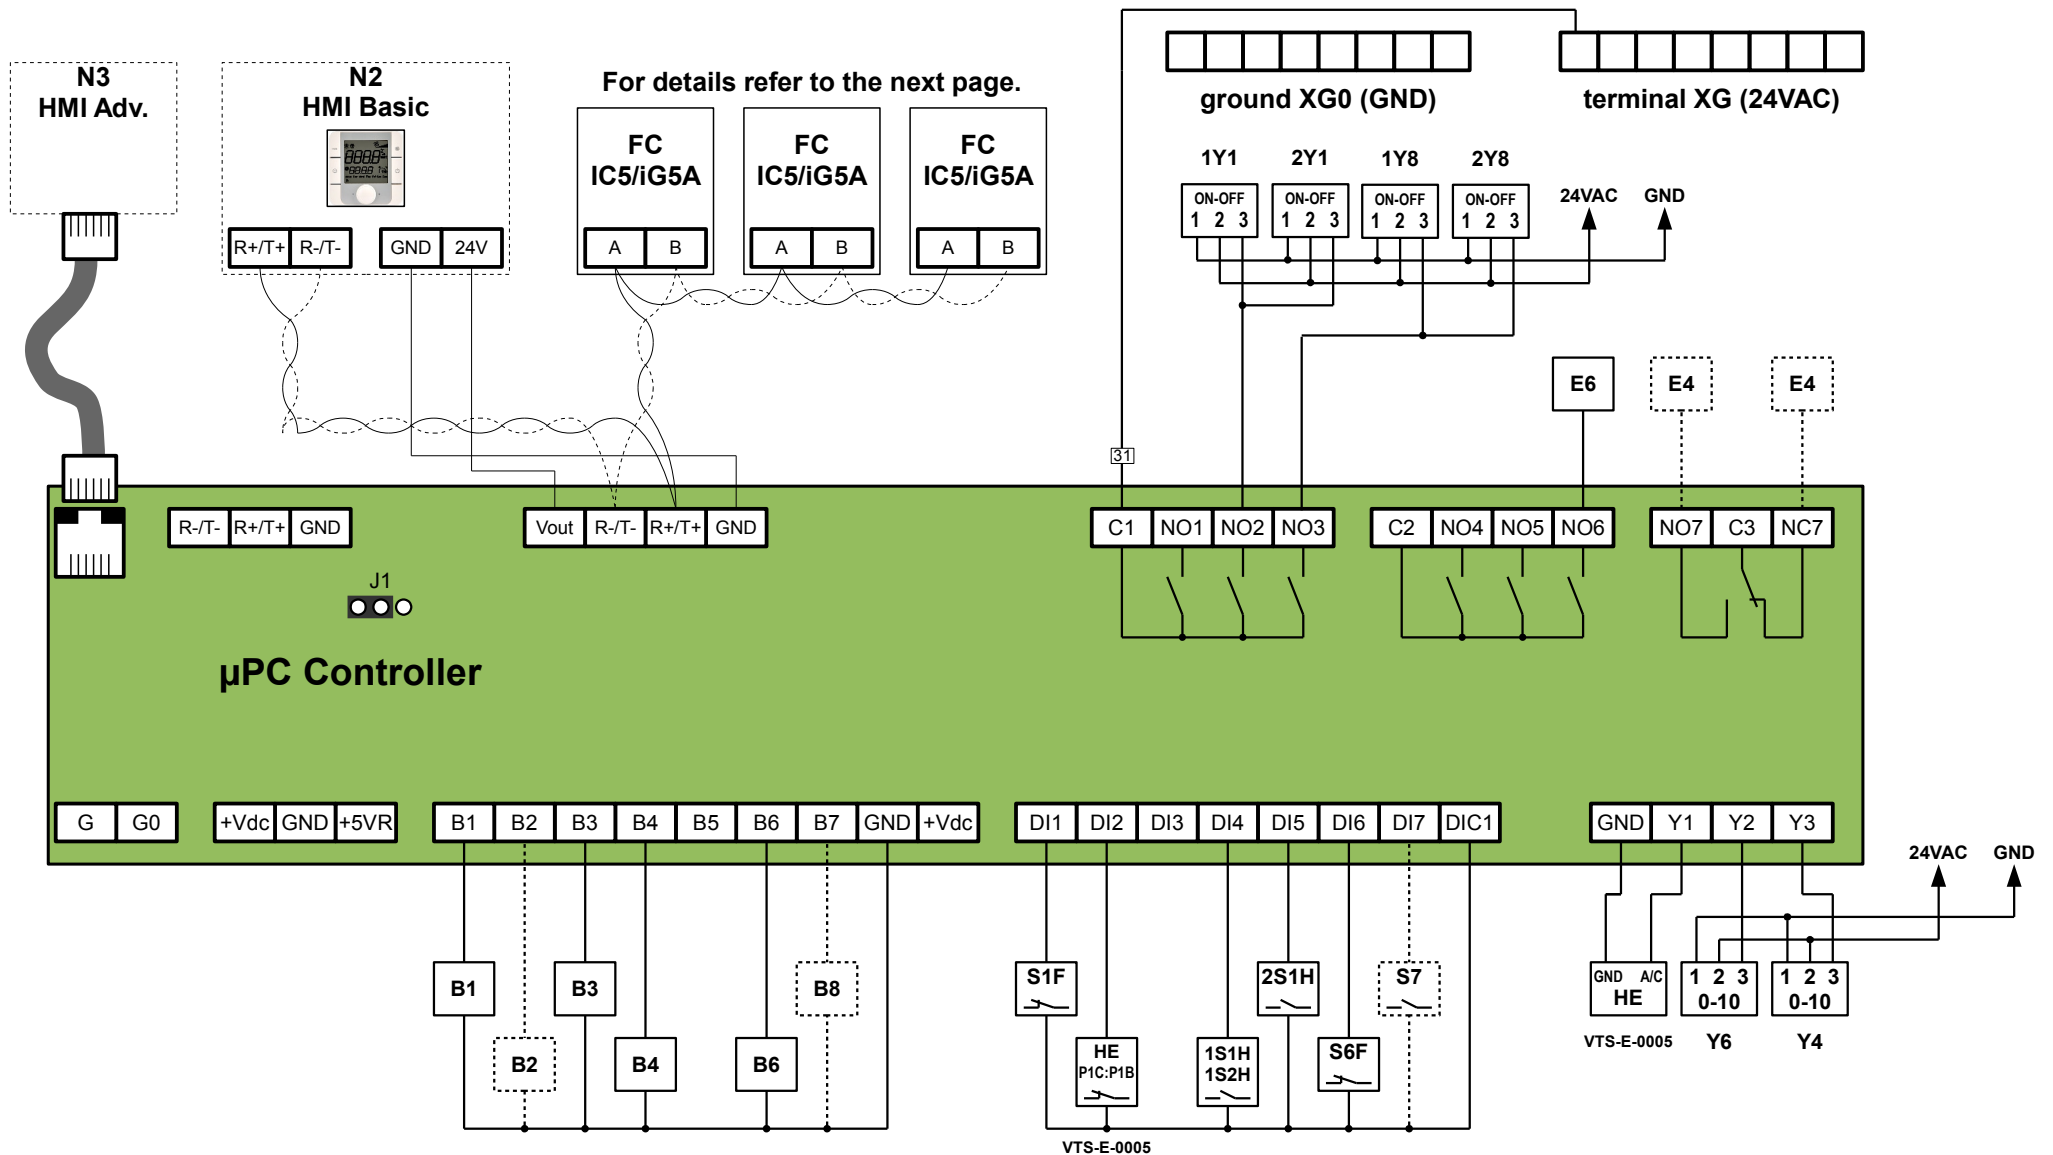 ground XG0 (GND)
terminal XG (24VAC)
N3
HMI Adv.
N2
HMI Basic
For details refer to the next page.
FC
IC5/iG5A
FC
IC5/iG5A
FC
IC5/iG5A
R+/T+ R-/T- GND 24V
A B A B A B
1Y1 2Y1 1Y8 2Y8
ON-OFF ON-OFF ON-OFF ON-OFF
1 2 3 1 2 3 1 2 3 1 2 3
24VAC GND
E6 E4 E4
31
R-/T- R+/T+ GND
Vout R-/T- R+/T+ GND
C1 NO1 NO2 NO3
C2 NO4 NO5 NO6
NO7 C3 NC7
J1
µPC Controller
G G0
+Vdc GND +5VR
B1 B2 B3 B4 B5 B6 B7 GND +Vdc
DI1 DI2 DI3 DI4 DI5 DI6 DI7 DIC1
GND Y1 Y2 Y3
24VAC GND
B1 B3 B8
B2 B4 B6
S1F 2S1H S7
HE
P1C:P1B
1S1H
1S2H
S6F
VTS-E-0005
GND A/C
HE
VTS-E-0005
1 2 3
0-10
Y6
1 2 3
0-10
Y4